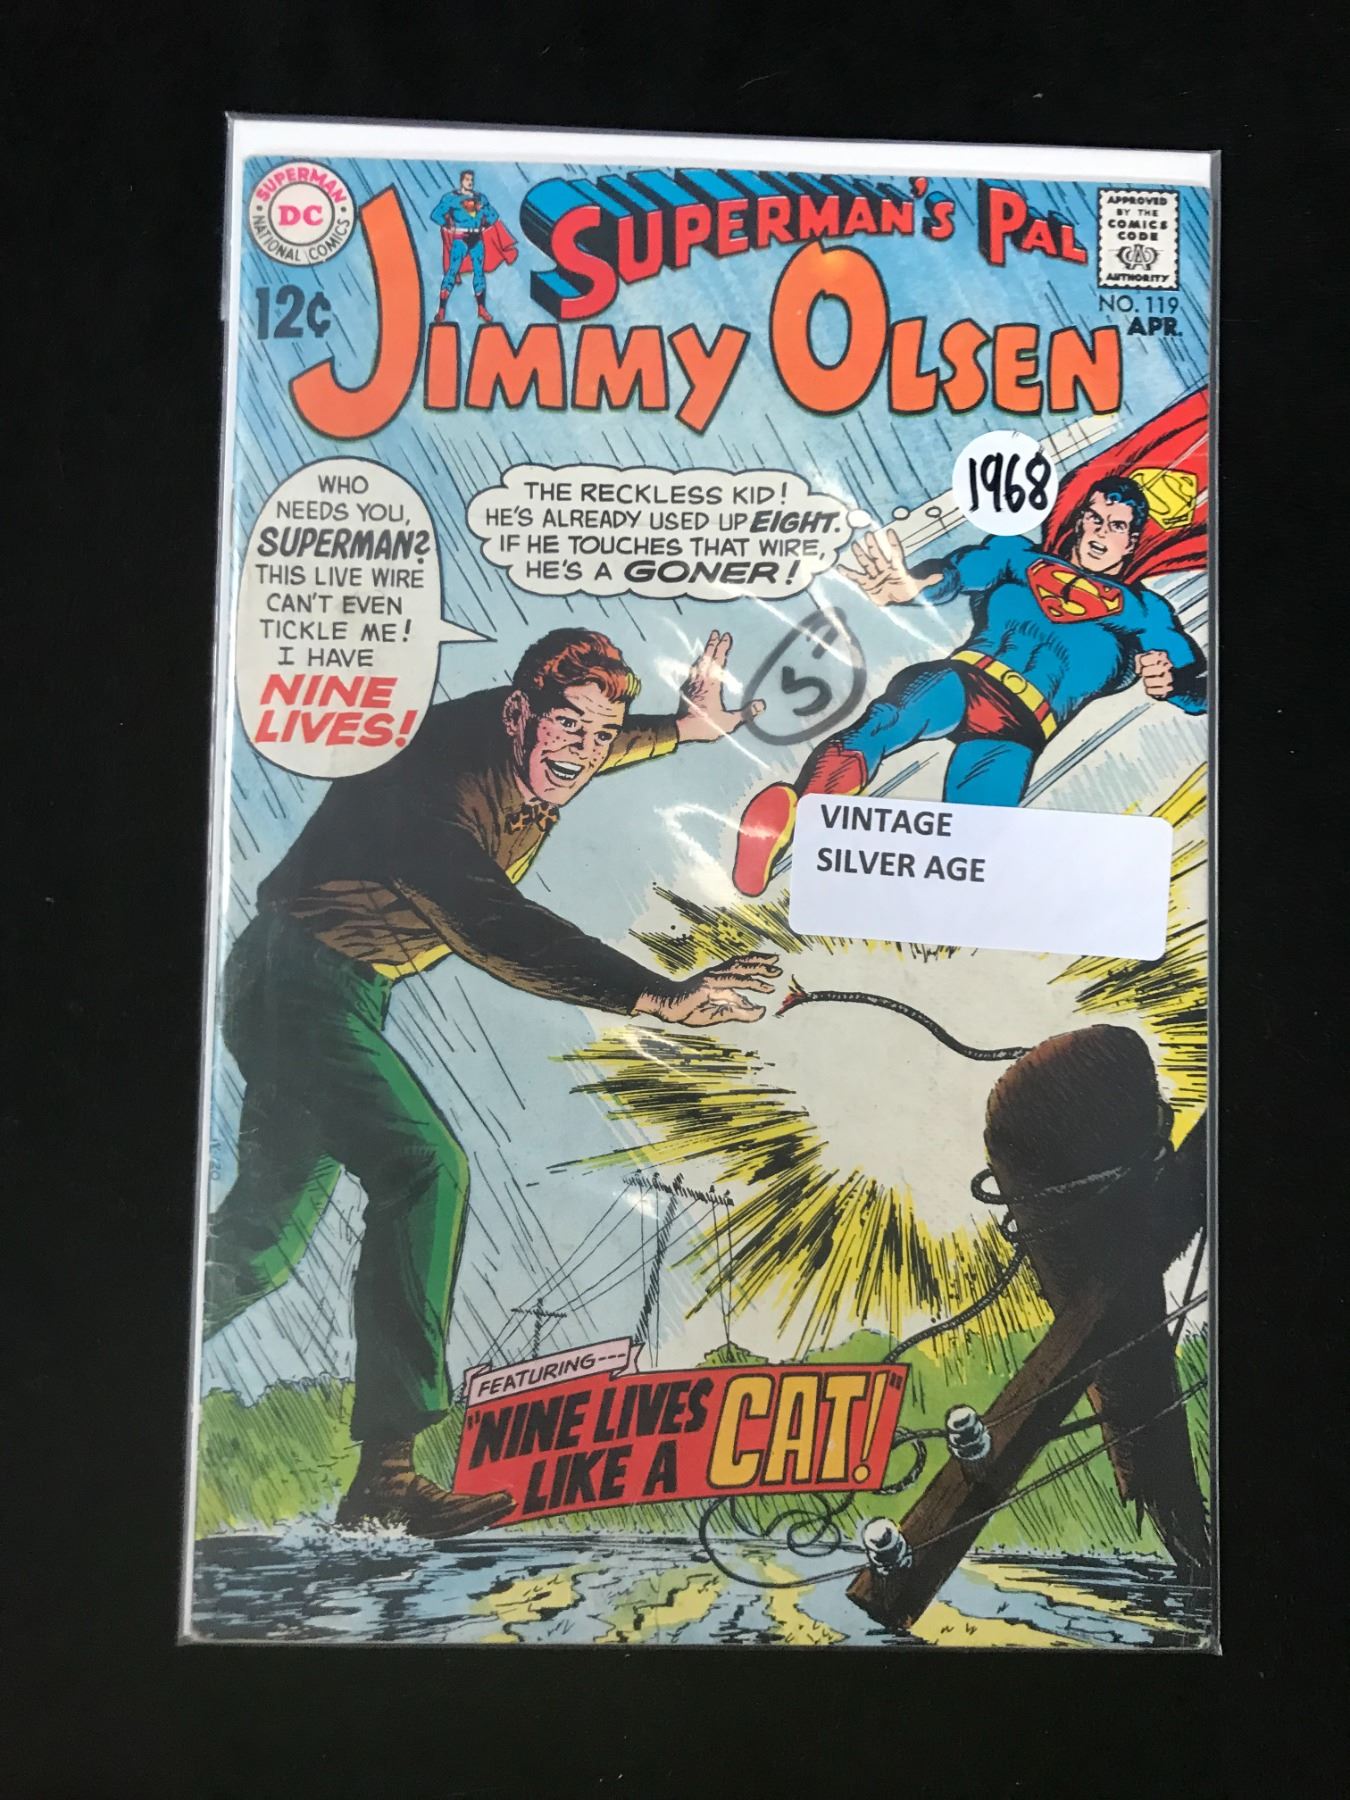 SUPERMAN
DC
NATIONAL COMICS
12¢
SUPERMAN'S PAL
JIMMY OLSEN
APPROVED
BY THE
COMICS
CODE
AUTHORITY
NO. 119
APR.
1968
WHO
NEEDS YOU,
SUPERMAN?
THIS LIVE WIRE
CAN'T EVEN
TICKLE ME!
I HAVE
NINE
LIVES!
THE RECKLESS KID!
HE'S ALREADY USED UP EIGHT.
IF HE TOUCHES THAT WIRE,
HE'S A GONER!
VINTAGE
SILVER AGE
FEATURING---
"NINE LIVES
LIKE A CAT!"